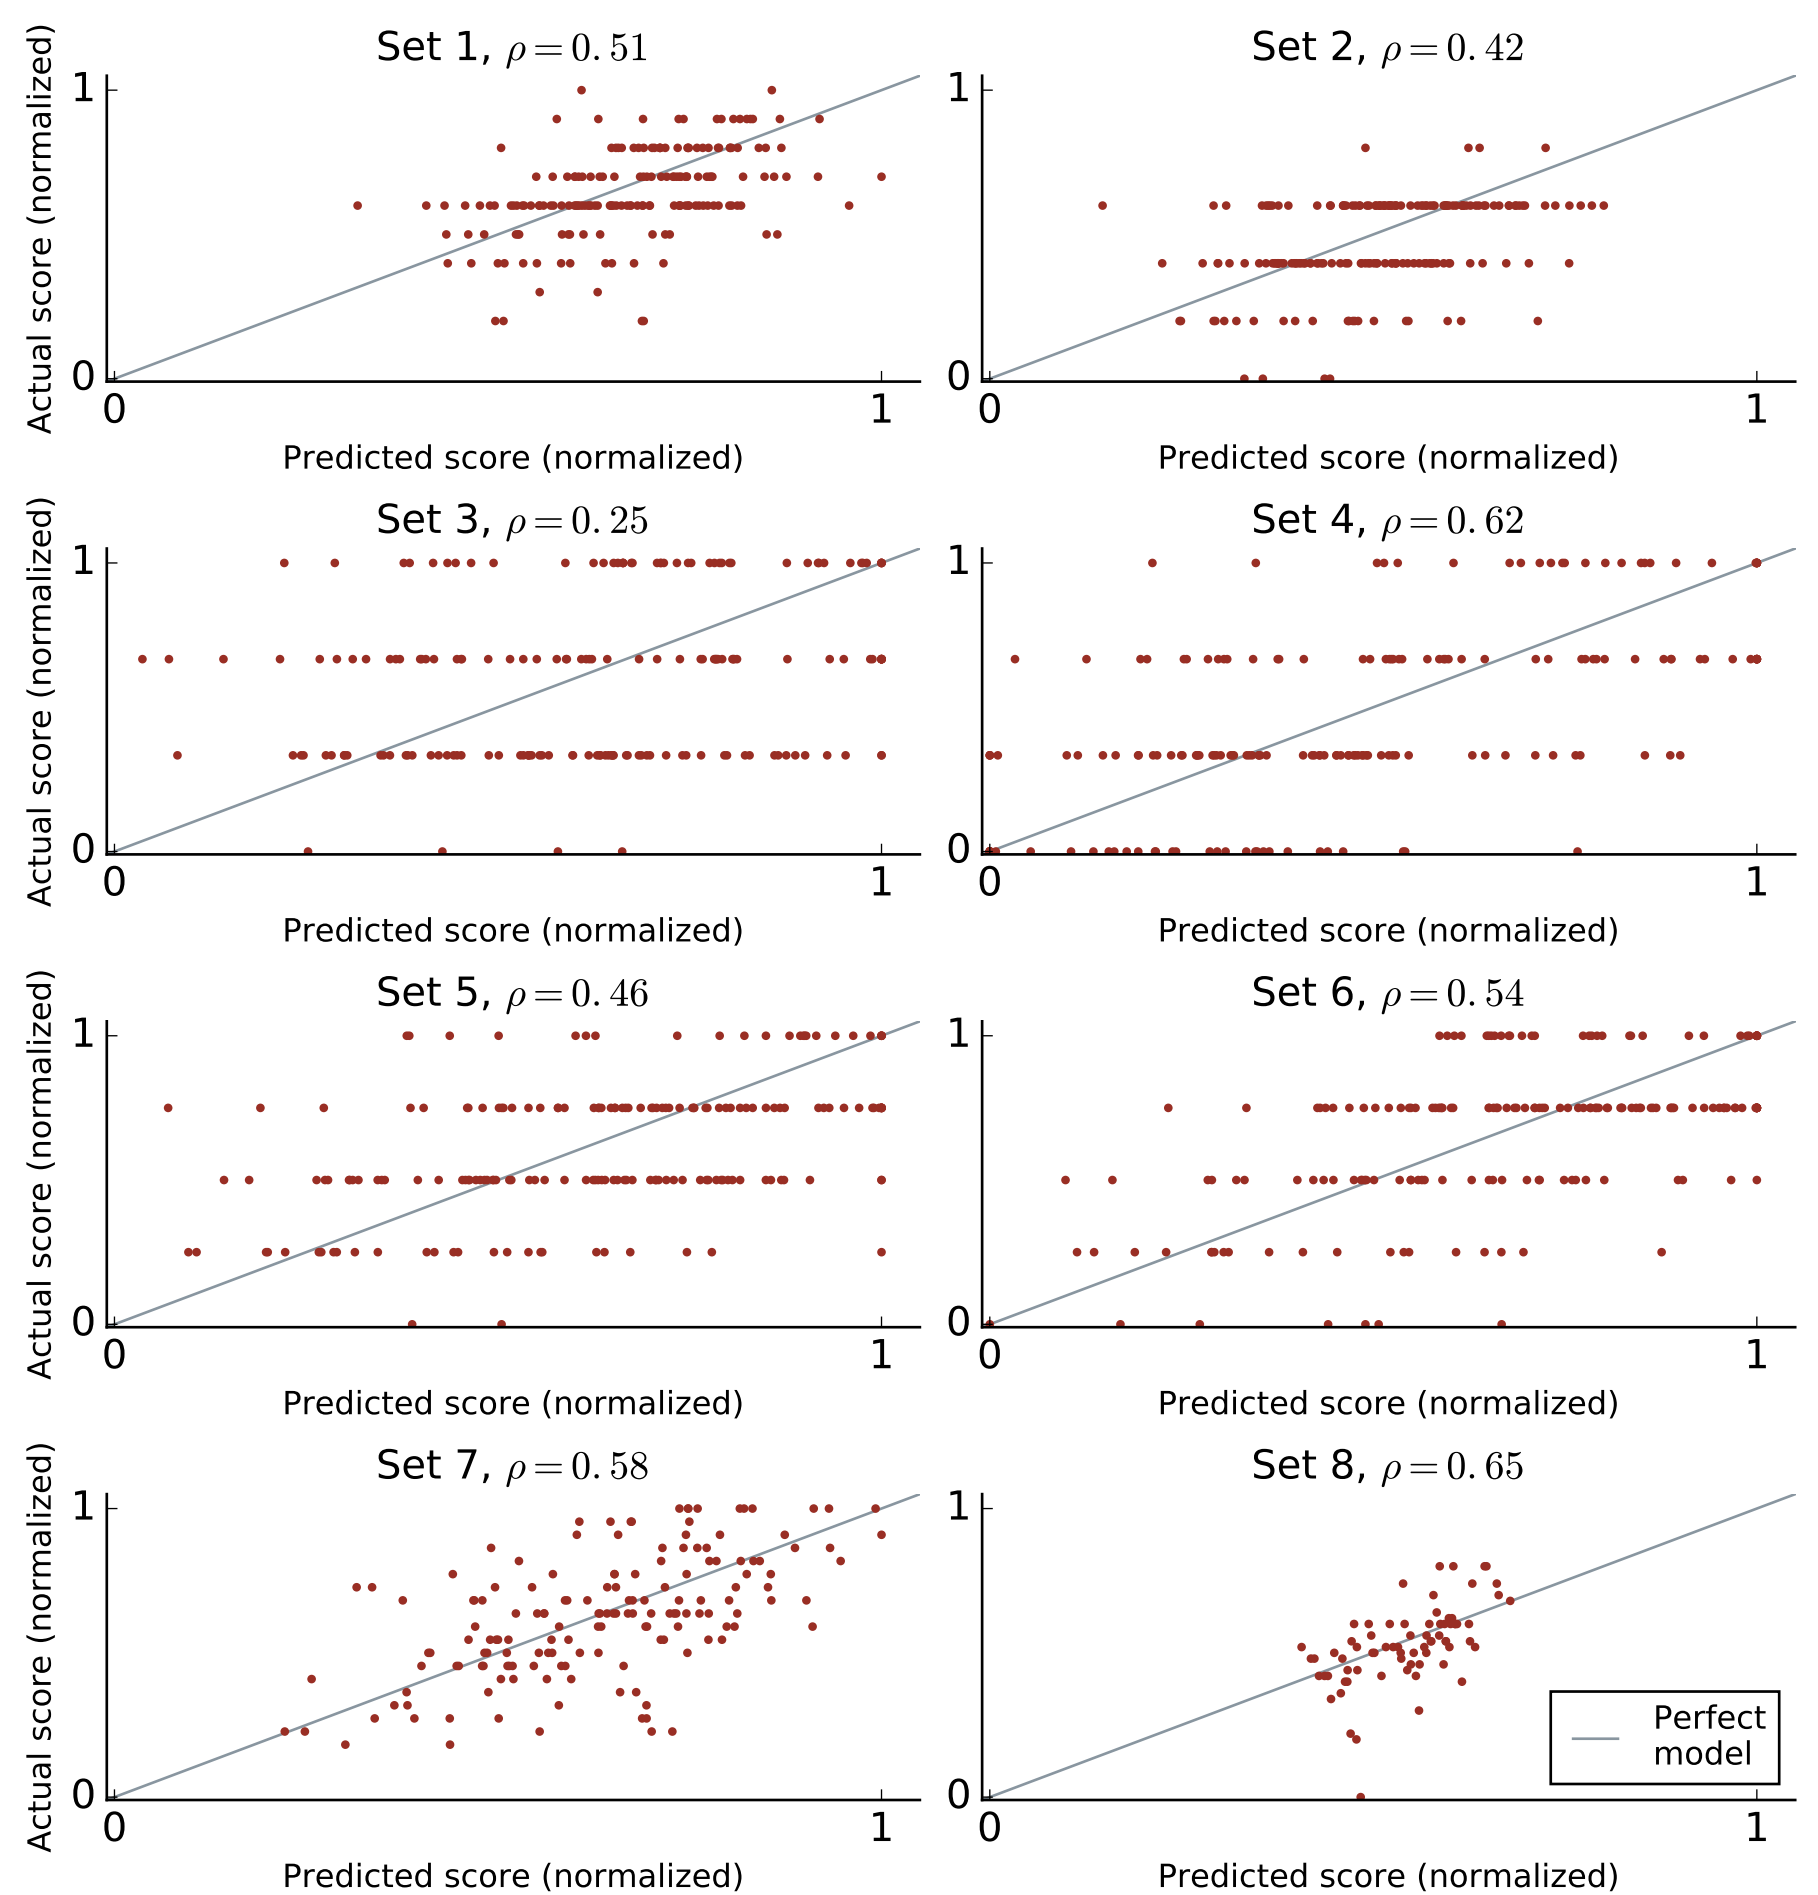 Set 1, ρ = 0.51
Actual score (normalized)
1
0
0
1
Predicted score (normalized)
Set 2, ρ = 0.42
1
0
0
1
Predicted score (normalized)
Set 3, ρ = 0.25
Actual score (normalized)
1
0
0
1
Predicted score (normalized)
Set 4, ρ = 0.62
1
0
0
1
Predicted score (normalized)
Set 5, ρ = 0.46
Actual score (normalized)
1
0
0
1
Predicted score (normalized)
Set 6, ρ = 0.54
1
0
0
1
Predicted score (normalized)
Set 7, ρ = 0.58
Actual score (normalized)
1
0
0
1
Predicted score (normalized)
Set 8, ρ = 0.65
1
0
0
1
Predicted score (normalized)
Perfect
model